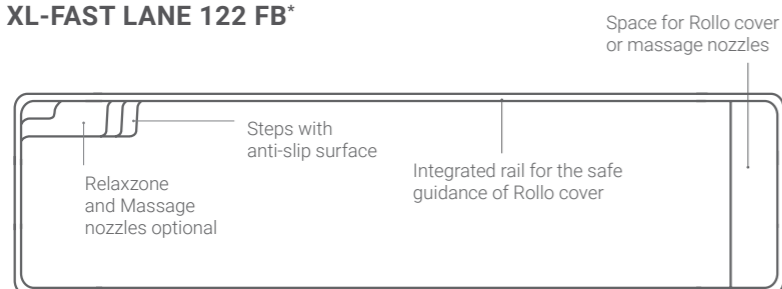 XL-FAST LANE 122 FB*
Space for Rollo cover
or massage nozzles
Steps with
anti-slip surface
Integrated rail for the safe
guidance of Rollo cover
Relaxzone
and Massage
nozzles optional